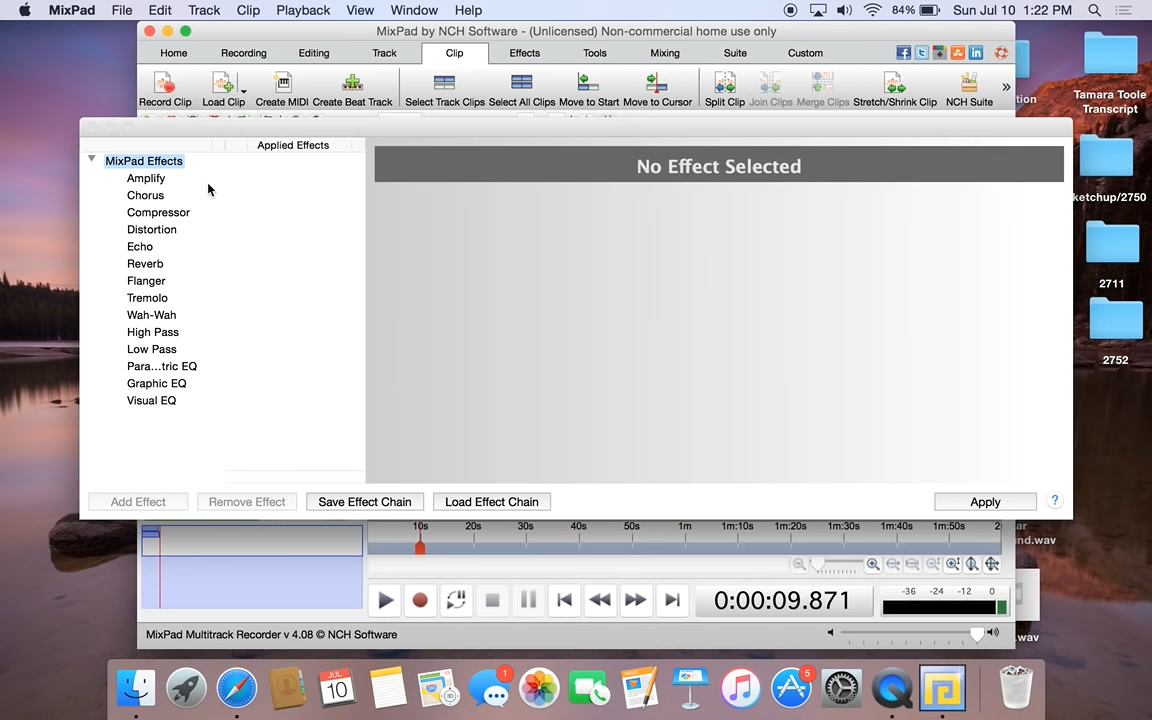 MixPad File Edit Track Clip Playback View Window Help 84% Sun Jul 10 1:22 PM
MixPad by NCH Software - (Unlicensed) Non-commercial home use only
Home Recording Editing Track Clip Effects Tools Mixing Suite Custom
Record Clip Load Clip Create MIDI Create Beat Track Select Track Clips Select All Clips Move to Start Move to Cursor Split Clip Join Clips Merge Clips Stretch/Shrink Clip NCH Suite »
Tamara Toole
Transcript
Applied Effects
No Effect Selected
MixPad Effects
Amplify
Chorus
Compressor
Distortion
Echo
Reverb
Flanger
Tremolo
Wah-Wah
High Pass
Low Pass
Para...tric EQ
Graphic EQ
Visual EQ
Add Effect Remove Effect Save Effect Chain Load Effect Chain Apply ?
ketchup/2750
2711
2752
10s 20s 30s 40s 50s 1m 1m:10s 1m:20s 1m:30s 1m:40s 1m:50s 2
nd.wav
0:00:09.871
-36 -24 -12 0
MixPad Multitrack Recorder v 4.08 © NCH Software
.wav
JUL
10
1
5